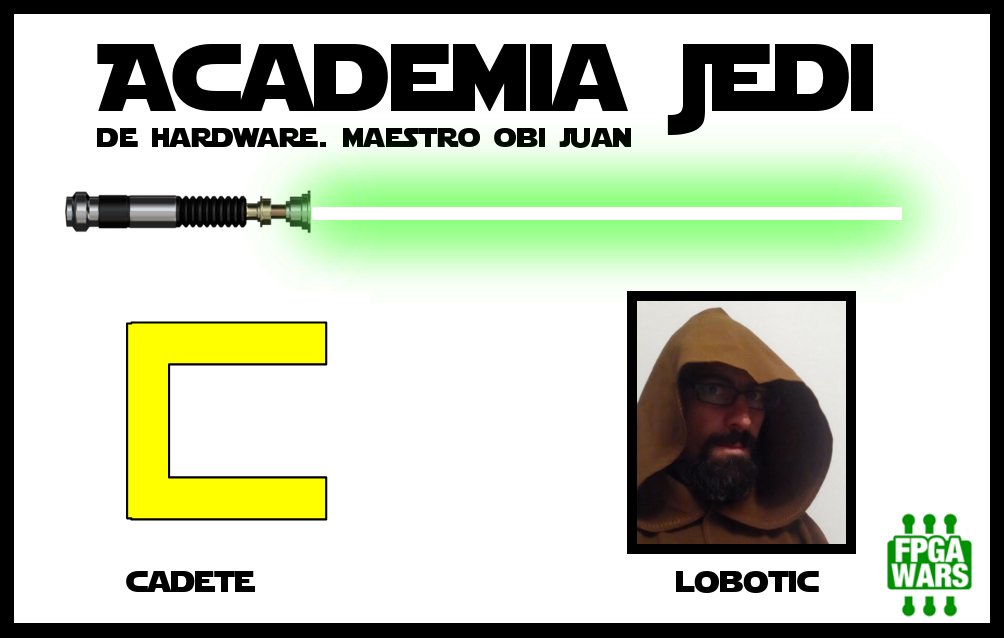 ACADEMIA JEDI
DE HARDWARE. MAESTRO OBI JUAN
CADETE
LOBOTIC
FPGA
WARS